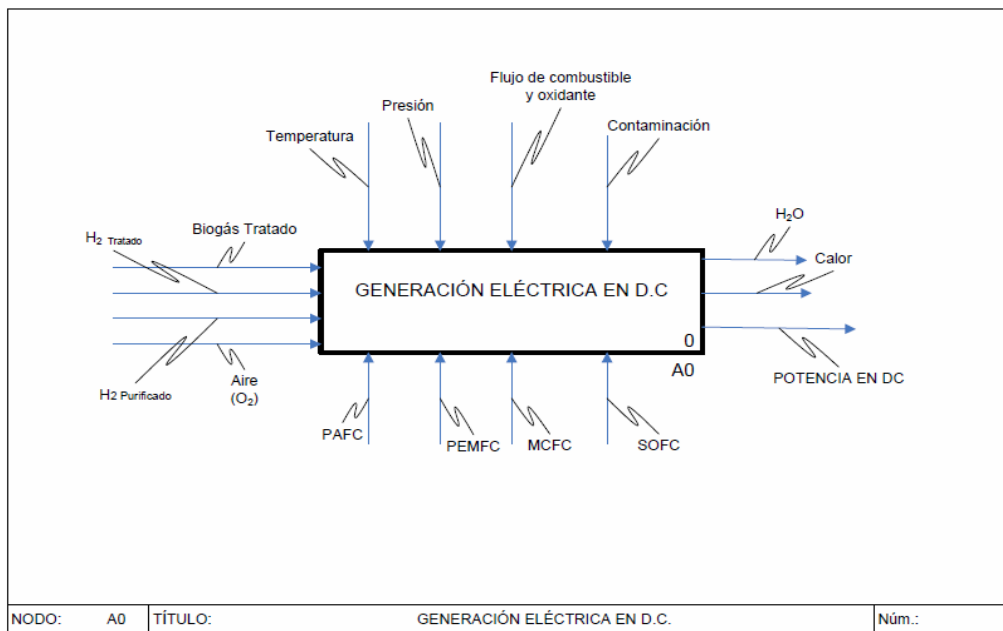 Flujo de combustible
y oxidante
Presión
Contaminación
Temperatura
H₂O
Biogás Tratado
H₂ Tratado
Calor
GENERACIÓN ELÉCTRICA EN D.C
0
A0
POTENCIA EN DC
Aire
(O₂)
H2 Purificado
PAFC
PEMFC
MCFC
SOFC
NODO: A0 TÍTULO: GENERACIÓN ELÉCTRICA EN D.C. Núm.: